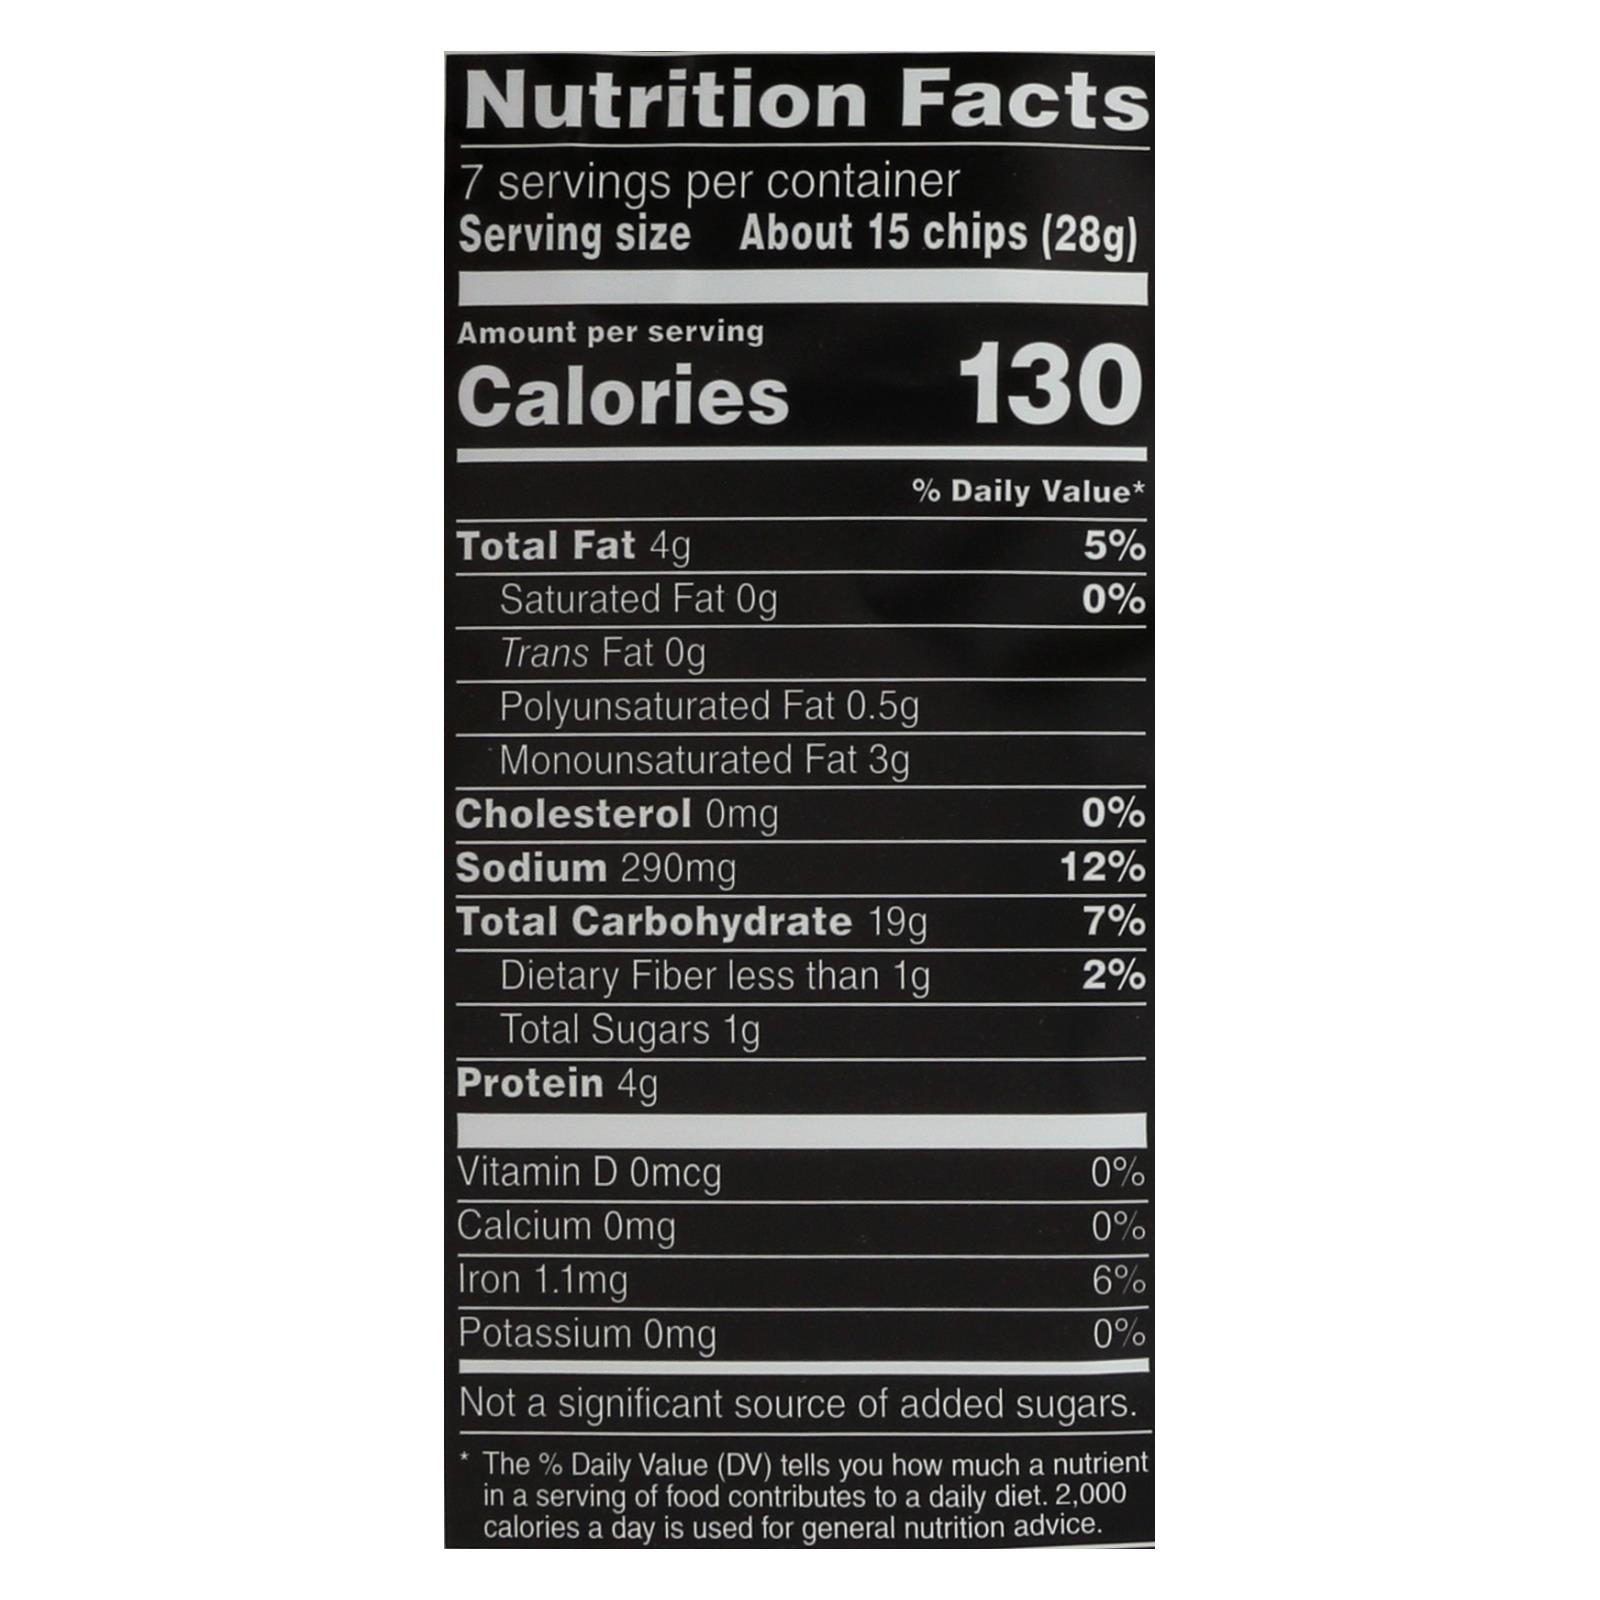 Nutrition Facts
7 servings per container
Serving size About 15 chips (28g)
Amount per serving
Calories 130
% Daily Value*
Total Fat 4g 5%
Saturated Fat 0g 0%
Trans Fat 0g
Polyunsaturated Fat 0.5g
Monounsaturated Fat 3g
Cholesterol 0mg 0%
Sodium 290mg 12%
Total Carbohydrate 19g 7%
Dietary Fiber less than 1g 2%
Total Sugars 1g
Protein 4g
Vitamin D 0mcg 0%
Calcium 0mg 0%
Iron 1.1mg 6%
Potassium 0mg 0%
Not a significant source of added sugars.
* The % Daily Value (DV) tells you how much a nutrient
in a serving of food contributes to a daily diet. 2,000
calories a day is used for general nutrition advice.